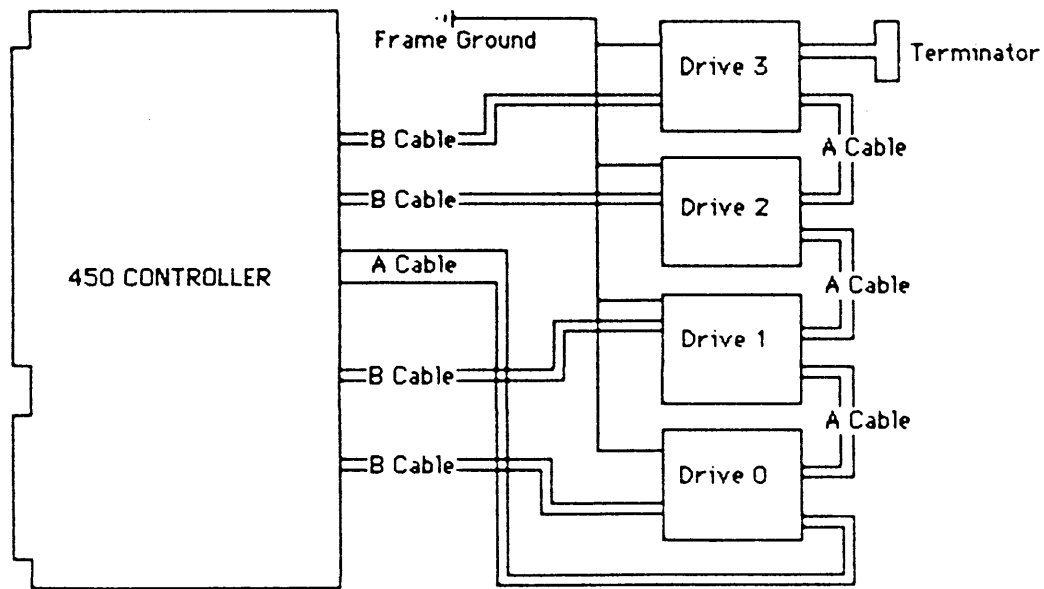 Frame Ground
Drive 3
Terminator
B Cable
A Cable
B Cable
Drive 2
450 CONTROLLER
A Cable
A Cable
Drive 1
B Cable
A Cable
B Cable
Drive 0